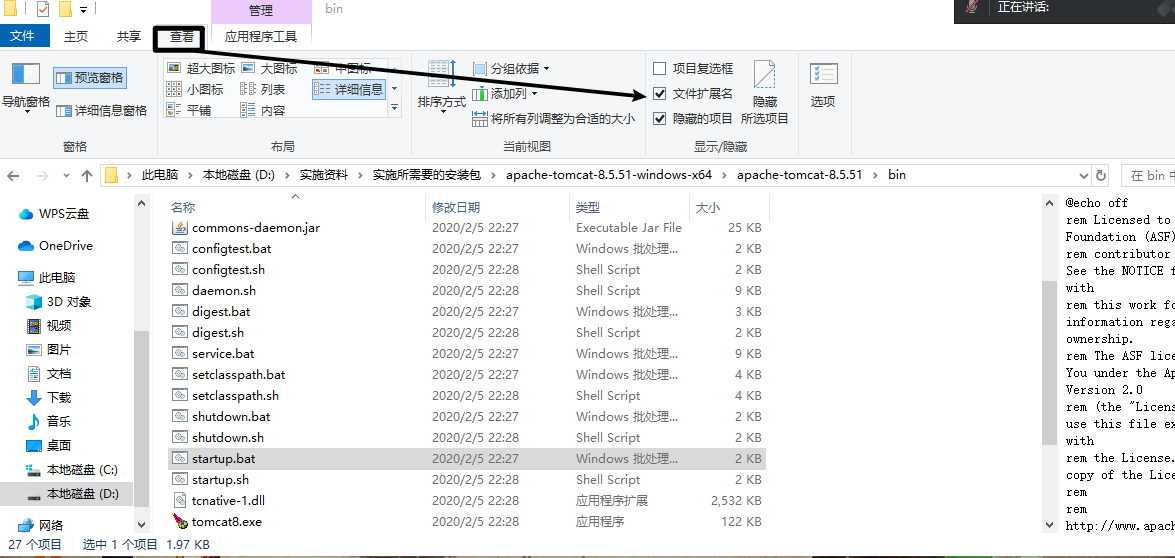 管理
bin
正在讲话:
文件
主页
共享
查看
应用程序工具
导航窗格
预览窗格
详细信息窗格
窗格
超大图标
大图标
中图标
小图标
列表
详细信息
平铺
内容
布局
排序方式
分组依据
添加列
将所有列调整为合适的大小
当前视图
项目复选框
文件扩展名
隐藏的项目
隐藏
所选项目
显示/隐藏
选项
此电脑 › 本地磁盘 (D:) › 实施资料 › 实施所需要的安装包 › apache-tomcat-8.5.51-windows-x64 › apache-tomcat-8.5.51 › bin
在 bin 中
WPS云盘
OneDrive
此电脑
3D 对象
视频
图片
文档
下载
音乐
桌面
本地磁盘 (C:)
本地磁盘 (D:)
网络
名称 修改日期 类型 大小
commons-daemon.jar 2020/2/5 22:27 Executable Jar File 25 KB
configtest.bat 2020/2/5 22:27 Windows 批处理... 2 KB
configtest.sh 2020/2/5 22:28 Shell Script 2 KB
daemon.sh 2020/2/5 22:28 Shell Script 9 KB
digest.bat 2020/2/5 22:27 Windows 批处理... 3 KB
digest.sh 2020/2/5 22:28 Shell Script 2 KB
service.bat 2020/2/5 22:27 Windows 批处理... 9 KB
setclasspath.bat 2020/2/5 22:27 Windows 批处理... 4 KB
setclasspath.sh 2020/2/5 22:28 Shell Script 4 KB
shutdown.bat 2020/2/5 22:27 Windows 批处理... 2 KB
shutdown.sh 2020/2/5 22:28 Shell Script 2 KB
startup.bat 2020/2/5 22:27 Windows 批处理... 2 KB
startup.sh 2020/2/5 22:28 Shell Script 2 KB
tcnative-1.dll 2020/2/5 22:28 应用程序扩展 2,532 KB
tomcat8.exe 2020/2/5 22:28 应用程序 122 KB
@echo off
rem Licensed to
Foundation (ASF)
rem contributor
See the NOTICE f
with
rem this work fo
information rega
ownership.
rem The ASF lice
You under the Ap
Version 2.0
rem (the "Licens
use this file ex
with
rem the License.
copy of the Lice
rem
rem
http://www.apach
27 个项目 选中 1 个项目 1.97 KB